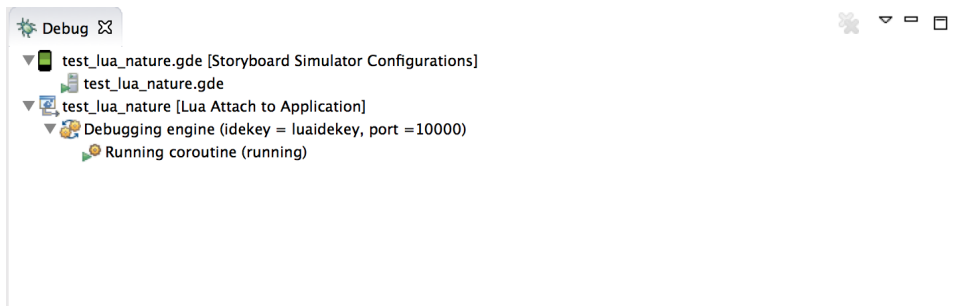 Debug
test_lua_nature.gde [Storyboard Simulator Configurations]
test_lua_nature.gde
test_lua_nature [Lua Attach to Application]
Debugging engine (idekey = luaidekey, port =10000)
Running coroutine (running)